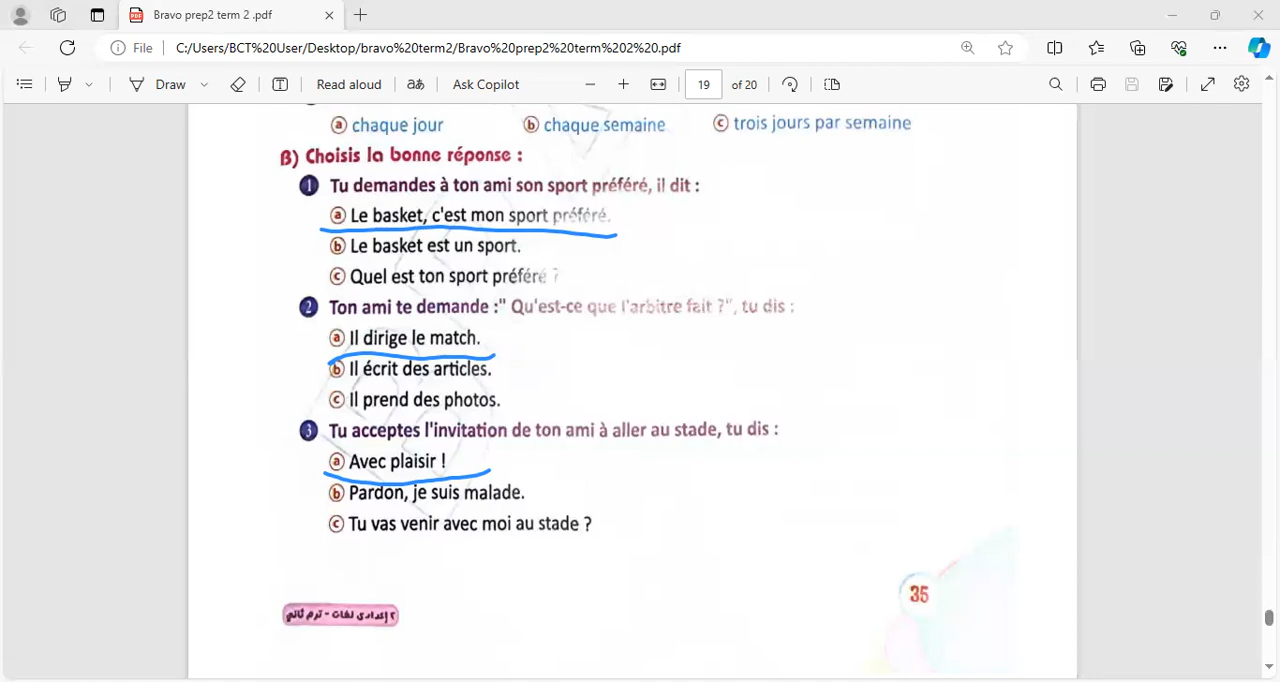 Bravo prep2 term 2 .pdf
File
C:/Users/BCT%20User/Desktop/bravo%20term2/Bravo%20prep2%20term%202%20.pdf
Draw
Read aloud
aあ
Ask Copilot
19
of 20
a chaque jour b chaque semaine c trois jours par semaine
B) Choisis la bonne réponse :
1 Tu demandes à ton ami son sport préféré, il dit :
a Le basket, c'est mon sport préféré.
b Le basket est un sport.
c Quel est ton sport préféré ?
2 Ton ami te demande :" Qu'est-ce que l'arbitre fait ?", tu dis :
a Il dirige le match.
b Il écrit des articles.
c Il prend des photos.
3 Tu acceptes l'invitation de ton ami à aller au stade, tu dis :
a Avec plaisir !
b Pardon, je suis malade.
c Tu vas venir avec moi au stade ?
35
٢ إعدادى لغات - ترم ثاني